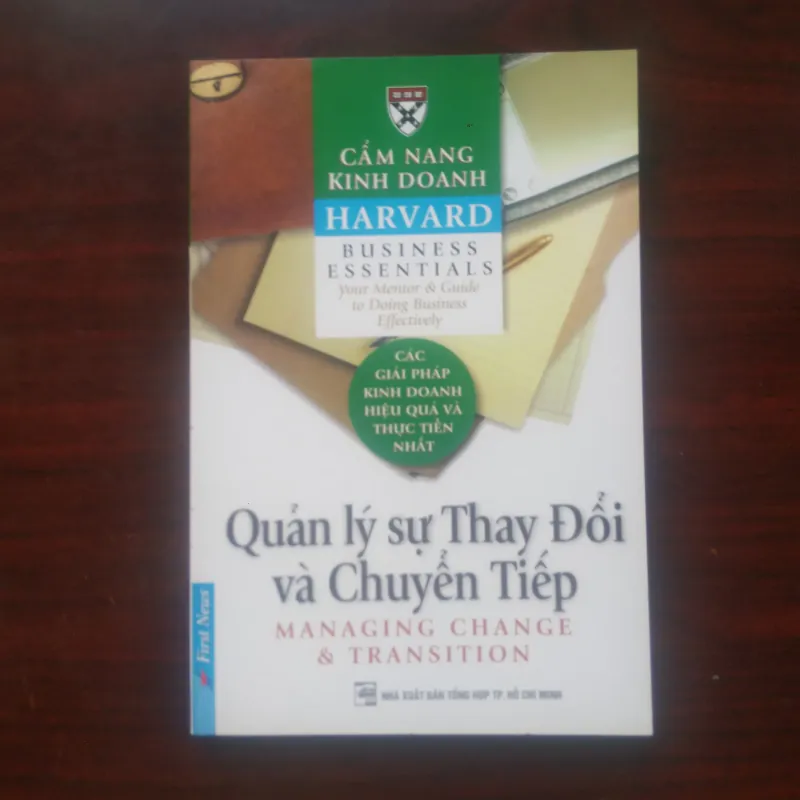 CẨM NANG
KINH DOANH
HARVARD
BUSINESS
ESSENTIALS
Your Mentor & Guide
to Doing Business
Effectively
CÁC
GIẢI PHÁP
KINH DOANH
HIỆU QUẢ VÀ
THỰC TIỄN
NHẤT
Quản lý sự Thay Đổi
và Chuyển Tiếp
MANAGING CHANGE
& TRANSITION
First News
NHÀ XUẤT BẢN TỔNG HỢP TP. HỒ CHÍ MINH